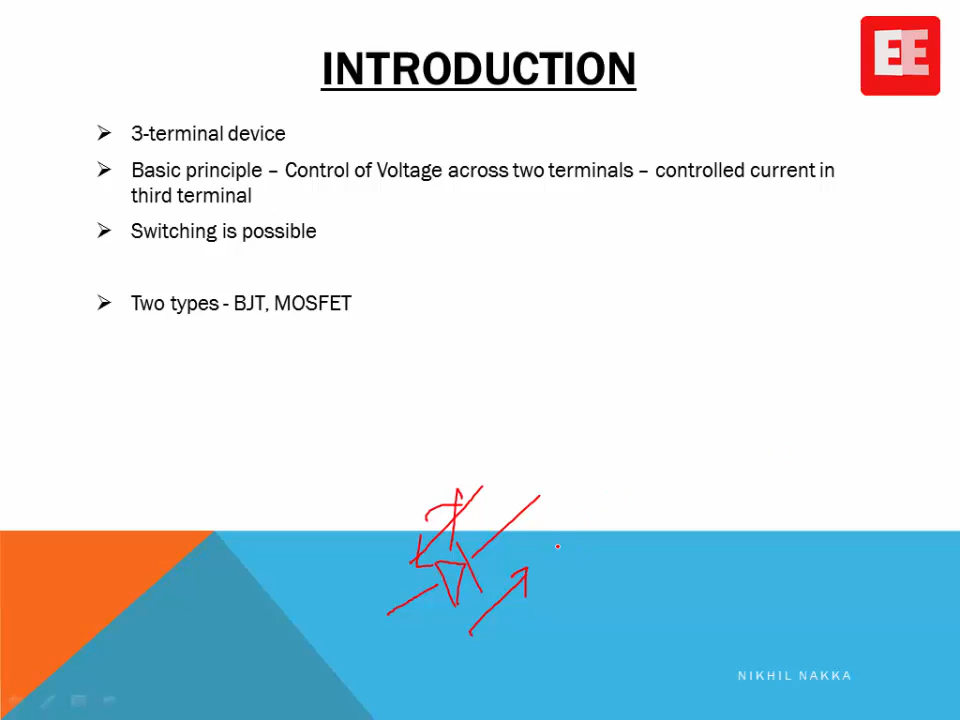 INTRODUCTION
EE
3-terminal device
Basic principle – Control of Voltage across two terminals – controlled current in
third terminal
Switching is possible
Two types - BJT, MOSFET
NIKHIL NAKKA